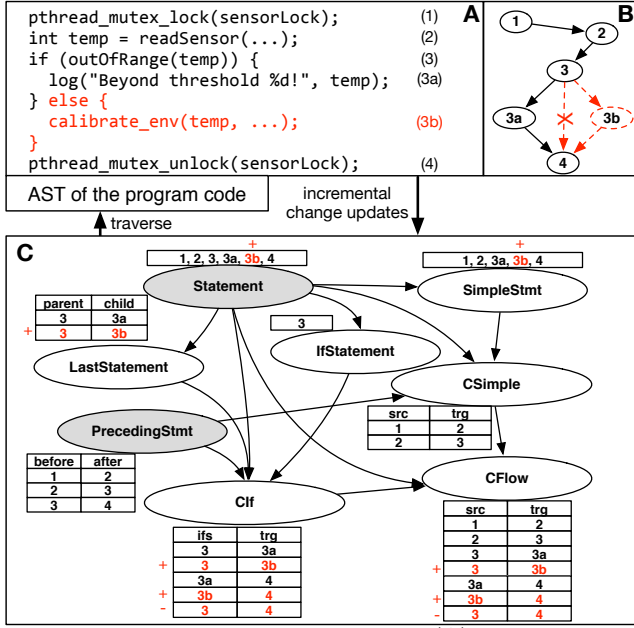 pthread_mutex_lock(sensorLock); (1) A
int temp = readSensor(...); (2)
if (outOfRange(temp)) { (3)
log("Beyond threshold %d!", temp); (3a)
} else {
calibrate_env(temp, ...); (3b)
}
pthread_mutex_unlock(sensorLock); (4)
B
1
2
3
3a
3b
4
AST of the program code
traverse
incremental
change updates
C
+
1, 2, 3, 3a, 3b, 4
Statement
+
1, 2, 3a, 3b, 4
SimpleStmt
parent child
3 3a
+ 3 3b
LastStatement
3
IfStatement
CSimple
src trg
1 2
2 3
PrecedingStmt
before after
1 2
2 3
3 4
CIf
ifs trg
3 3a
+ 3 3b
3a 4
+ 3b 4
- 3 4
CFlow
src trg
1 2
2 3
3 3a
+ 3 3b
3a 4
+ 3b 4
- 3 4